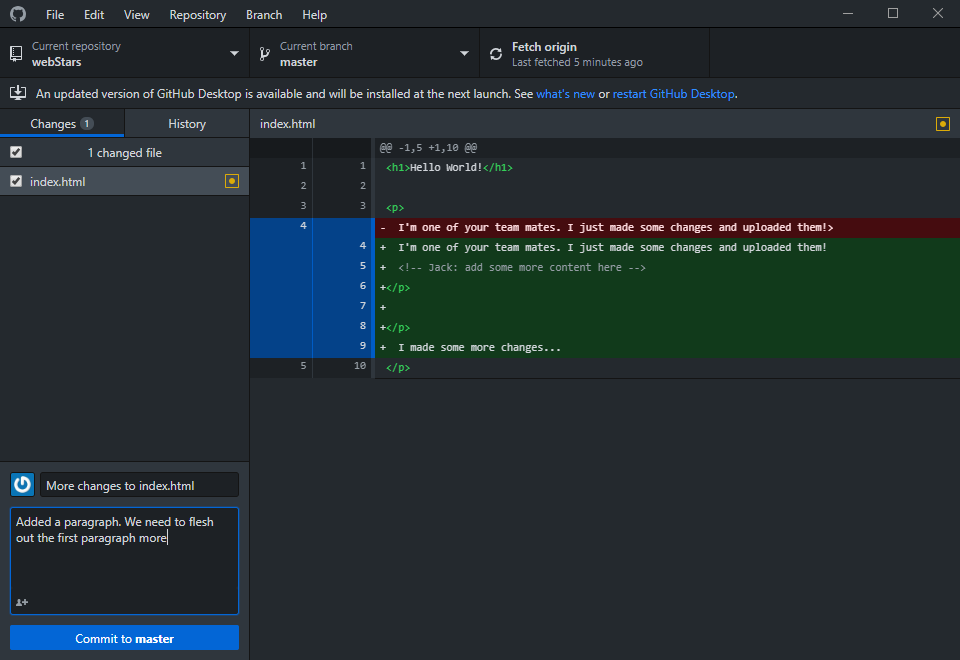 File Edit View Repository Branch Help
Current repository
webStars
Current branch
master
Fetch origin
Last fetched 5 minutes ago
An updated version of GitHub Desktop is available and will be installed at the next launch. See what's new or restart GitHub Desktop.
Changes 1 History
index.html
1 changed file
index.html
@@ -1,5 +1,10 @@
1 1 <h1>Hello World!</h1>
2 2
3 3 <p>
4 - I'm one of your team mates. I just made some changes and uploaded them!>
4 + I'm one of your team mates. I just made some changes and uploaded them!
5 + <!-- Jack: add some more content here -->
6 +</p>
7 +
8 +</p>
9 + I made some more changes...
5 10 </p>
More changes to index.html
Added a paragraph. We need to flesh
out the first paragraph more
Commit to master